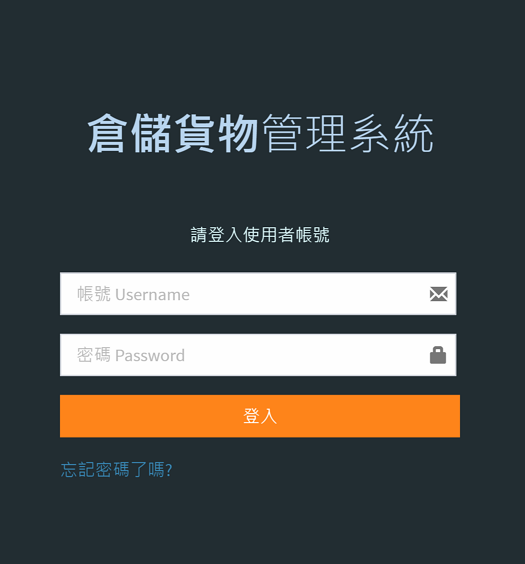 倉儲貨物管理系統
請登入使用者帳號
帳號 Username
密碼 Password
登入
忘記密碼了嗎?